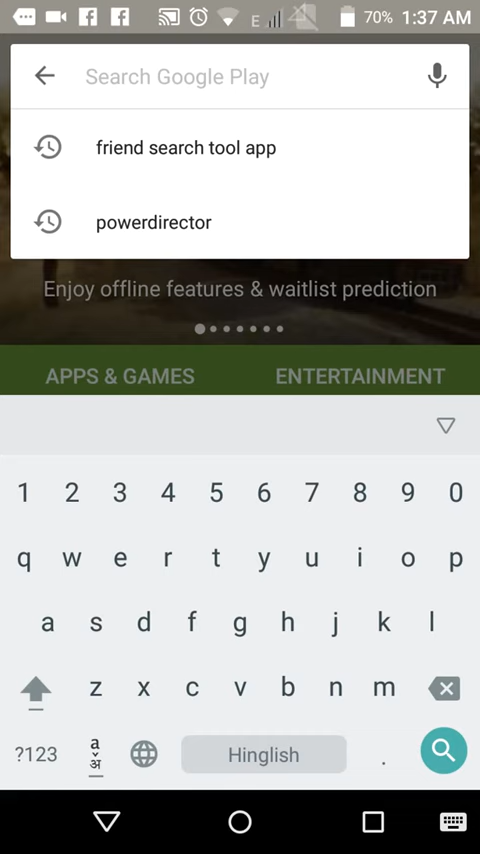 E 70% 1:37 AM
Search Google Play
friend search tool app
powerdirector
Enjoy offline features & waitlist prediction
APPS & GAMES ENTERTAINMENT
1 2 3 4 5 6 7 8 9 0
q w e r t y u i o p
a s d f g h j k l
z x c v b n m
?123 a अ Hinglish .